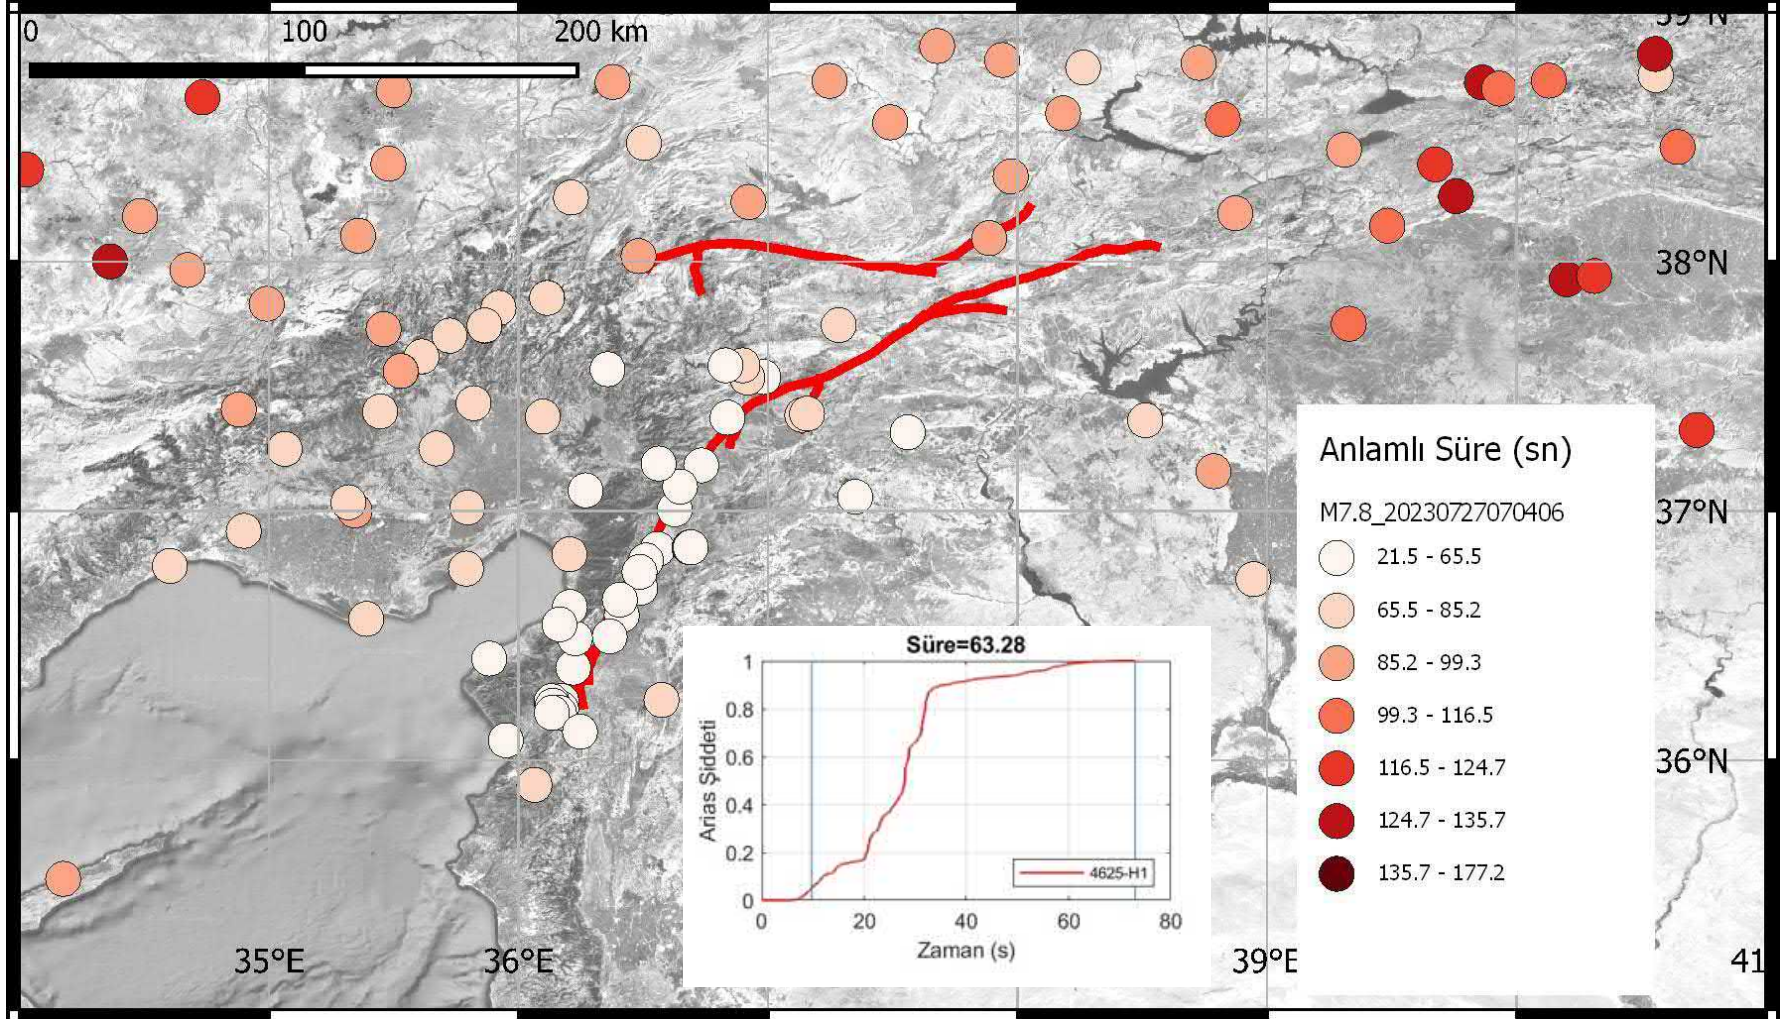 0
100
200 km
39°N
38°N
37°N
36°N
35°E
36°E
39°E
41
Anlamlı Süre (sn)
M7.8_20230727070406
21.5 - 65.5
65.5 - 85.2
85.2 - 99.3
99.3 - 116.5
116.5 - 124.7
124.7 - 135.7
135.7 - 177.2
Süre=63.28
Arias Şiddeti
1
0.8
0.6
0.4
0.2
0
0
20
40
60
80
Zaman (s)
4625-H1